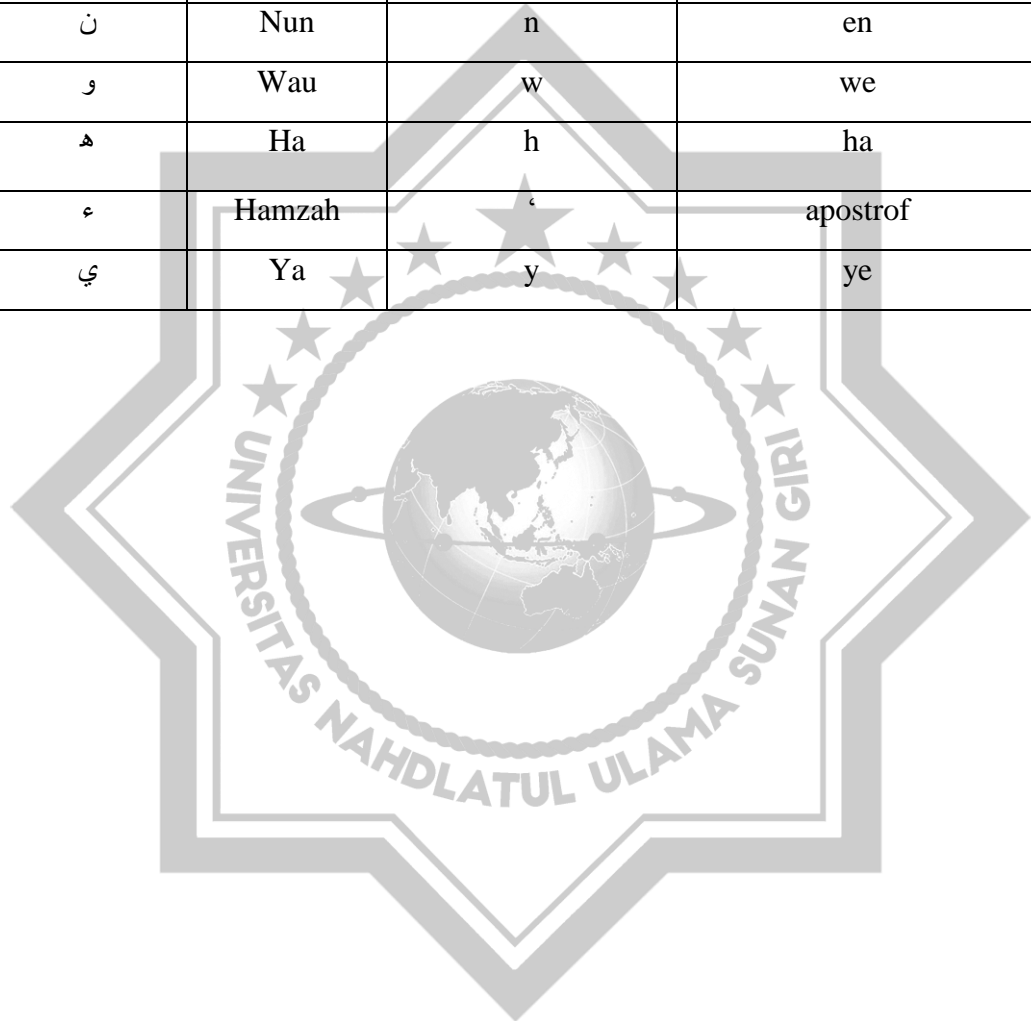 ن Nun n en
و Wau w we
ه Ha h ha
ء Hamzah ‘ apostrof
ي Ya y ye
UNIVERSITAS NAHDLATUL ULAMA SUNAN GIRI